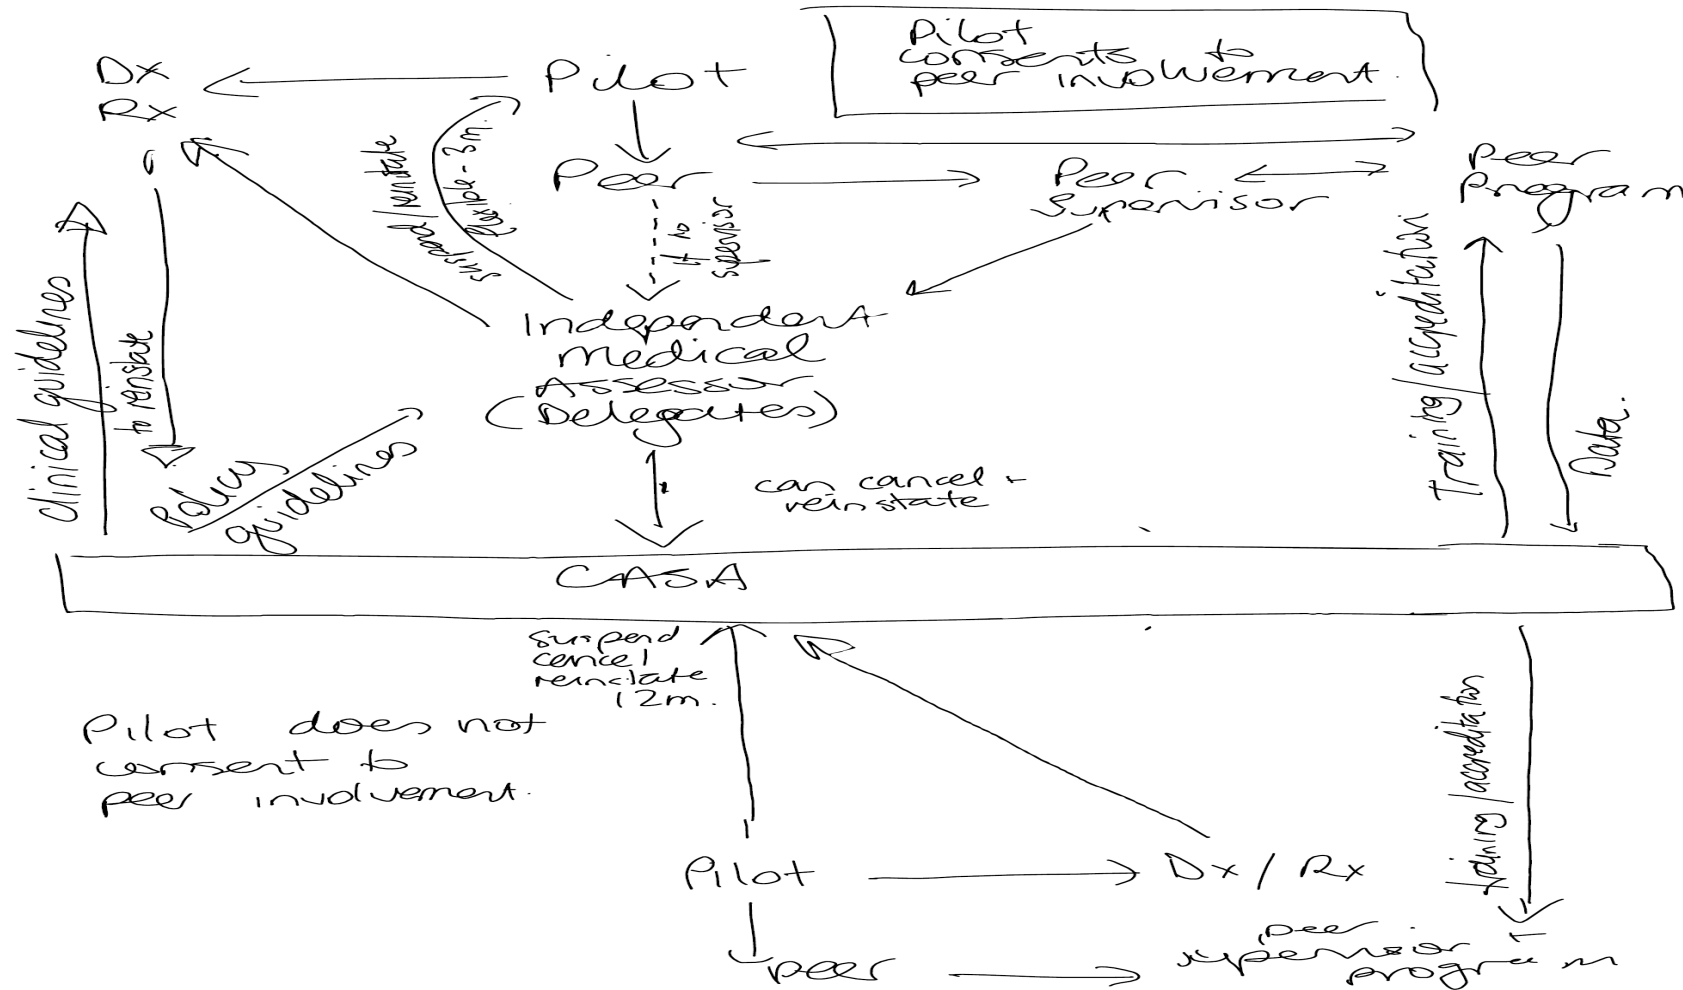 Pilot
consents to
peer involvement.
Dx
Rx
Pilot
Peer
Peer
Supervisor
Peer
Program
suspend/reinstate
flexible - 3m.
If no
supervisor
Independent
Medical
Assessor
(Delegates)
clinical guidelines
to reinstate
Policy
guidelines
can cancel +
reinstate
Training/accreditation
Data.
CASA
suspend
cancel
reinstate
12m.
Pilot does not
consent to
peer involvement.
training/accreditation
Pilot
Dx / Rx
peer
peer
supervisor
program